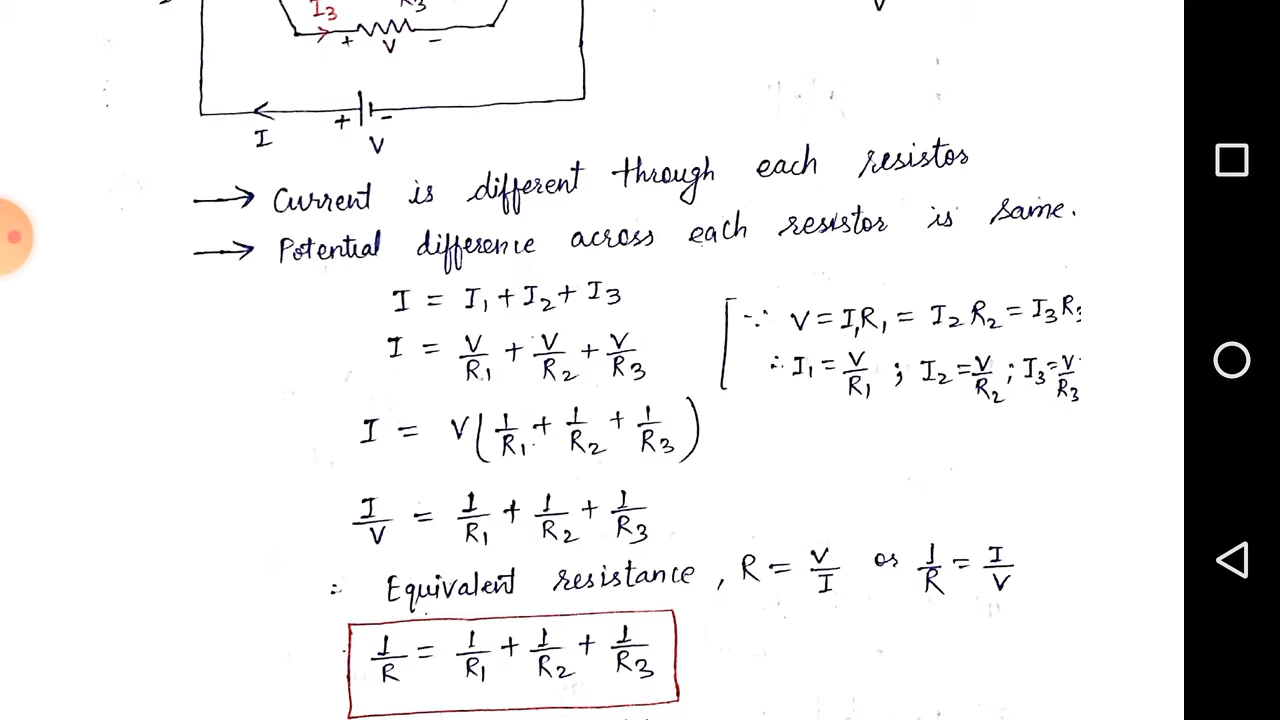 I₃
+ V −
I + − V
V
→ Current is different through each resistor
→ Potential difference across each resistor is same.
I = I₁ + I₂ + I₃
I = V/R₁ + V/R₂ + V/R₃
[∵ V = I₁R₁ = I₂R₂ = I₃R₃
∴ I₁ = V/R₁ ; I₂ = V/R₂ ; I₃ = V/R₃
I = V(1/R₁ + 1/R₂ + 1/R₃)
I/V = 1/R₁ + 1/R₂ + 1/R₃
∴ Equivalent resistance, R = V/I or 1/R = I/V
1/R = 1/R₁ + 1/R₂ + 1/R₃